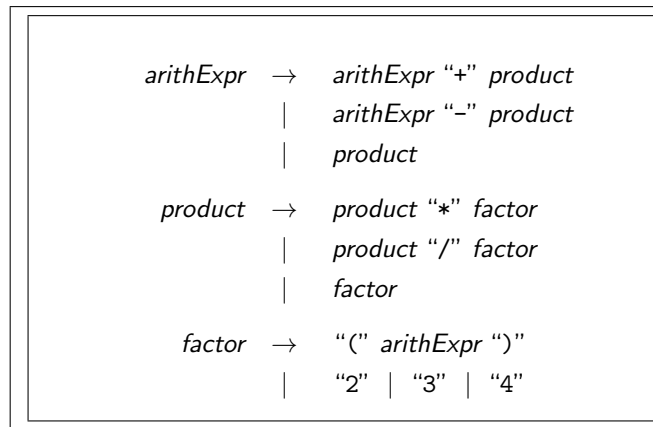 arithExpr → arithExpr “+” product
| arithExpr “-” product
| product
product → product “*” factor
| product “/” factor
| factor
factor → “(” arithExpr “)”
| “2” | “3” | “4”